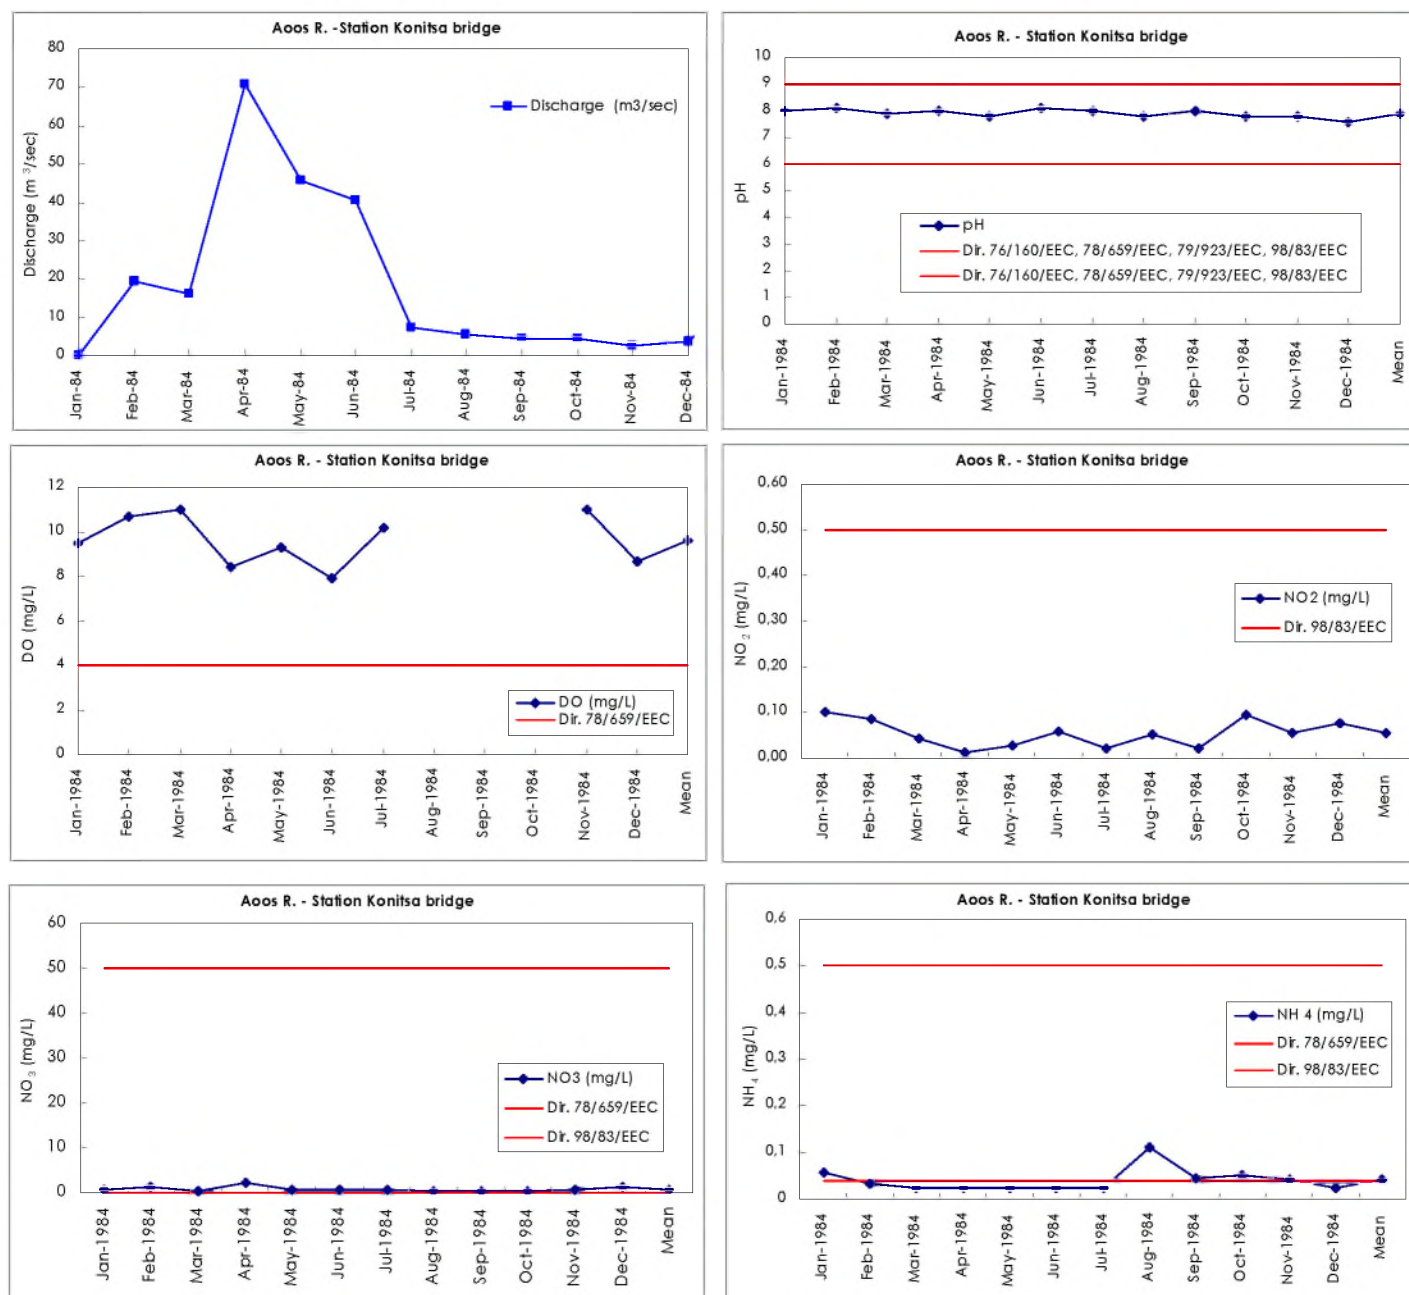 Aoos R. -Station Konitsa bridge
80
70
60
50
40
30
20
10
0
Discharge (m³/sec)
Discharge (m3/sec)
Jan-84
Feb-84
Mar-84
Apr-84
May-84
Jun-84
Jul-84
Aug-84
Sep-84
Oct-84
Nov-84
Dec-84
Aoos R. - Station Konitsa bridge
10
9
8
7
6
5
4
3
2
1
0
pH
pH
Dir. 76/160/EEC, 78/659/EEC, 79/923/EEC, 98/83/EEC
Dir. 76/160/EEC, 78/659/EEC, 79/923/EEC, 98/83/EEC
Jan-1984
Feb-1984
Mar-1984
Apr-1984
May-1984
Jun-1984
Jul-1984
Aug-1984
Sep-1984
Oct-1984
Nov-1984
Dec-1984
Mean
Aoos R. - Station Konitsa bridge
12
10
8
6
4
2
0
DO (mg/L)
DO (mg/L)
Dir. 78/659/EEC
Jan-1984
Feb-1984
Mar-1984
Apr-1984
May-1984
Jun-1984
Jul-1984
Aug-1984
Sep-1984
Oct-1984
Nov-1984
Dec-1984
Mean
Aoos R. - Station Konitsa bridge
0,60
0,50
0,40
0,30
0,20
0,10
0,00
NO₂ (mg/L)
NO2 (mg/L)
Dir. 98/83/EEC
Jan-1984
Feb-1984
Mar-1984
Apr-1984
May-1984
Jun-1984
Jul-1984
Aug-1984
Sep-1984
Oct-1984
Nov-1984
Dec-1984
Mean
Aoos R. - Station Konitsa bridge
60
50
40
30
20
10
0
NO₃ (mg/L)
NO3 (mg/L)
Dir. 78/659/EEC
Dir. 98/83/EEC
Jan-1984
Feb-1984
Mar-1984
Apr-1984
May-1984
Jun-1984
Jul-1984
Aug-1984
Sep-1984
Oct-1984
Nov-1984
Dec-1984
Mean
Aoos R. - Station Konitsa bridge
0,6
0,5
0,4
0,3
0,2
0,1
0
NH₄ (mg/L)
NH 4 (mg/L)
Dir. 78/659/EEC
Dir. 98/83/EEC
Jan-1984
Feb-1984
Mar-1984
Apr-1984
May-1984
Jun-1984
Jul-1984
Aug-1984
Sep-1984
Oct-1984
Nov-1984
Dec-1984
Mean